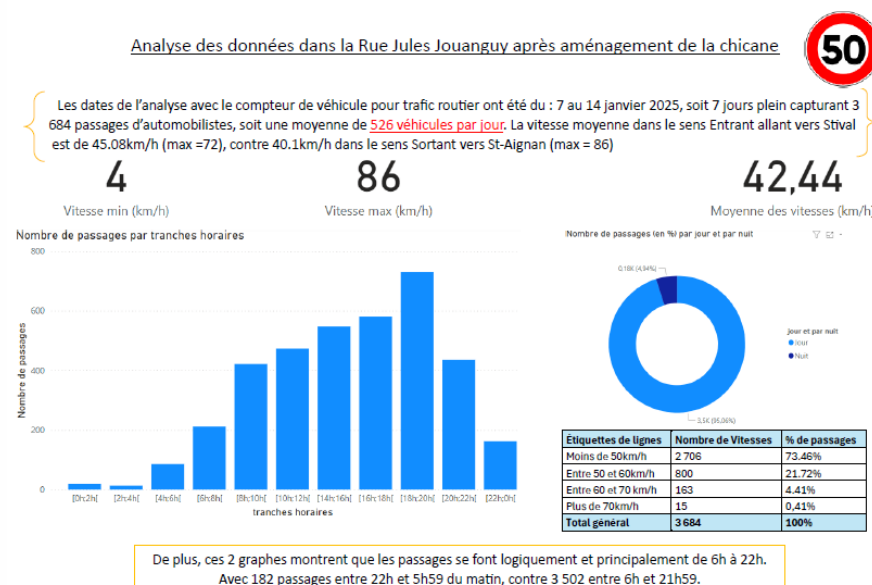 Analyse des données dans la Rue Jules Jouanguy après aménagement de la chicane
50
Les dates de l'analyse avec le compteur de véhicule pour trafic routier ont été du : 7 au 14 janvier 2025, soit 7 jours plein capturant 3
684 passages d'automobilistes, soit une moyenne de 526 véhicules par jour. La vitesse moyenne dans le sens Entrant allant vers Stival
est de 45.08km/h (max =72), contre 40.1km/h dans le sens Sortant vers St-Aignan (max = 86)
4
Vitesse min (km/h)
86
Vitesse max (km/h)
42,44
Moyenne des vitesses (km/h)
Nombre de passages par tranches horaires
800
600
400
200
0
Nombre de passages
[0h:2h[ [2h:4h[ [4h:6h[ [6h:8h[ [8h:10h[ [10h:12h[ [14h:16h[ [16h:18h[ [18h:20h[ [20h:22h[ [22h:0h[
tranches horaires
Nombre de passages (en %) par jour et par nuit
0,18K (4,94%)
3,5K (95,06%)
Jour et par nuit
Jour
Nuit
Étiquettes de lignes Nombre de Vitesses % de passages
Moins de 50km/h 2 706 73.46%
Entre 50 et 60km/h 800 21.72%
Entre 60 et 70 km/h 163 4.41%
Plus de 70km/h 15 0,41%
Total général 3 684 100%
De plus, ces 2 graphes montrent que les passages se font logiquement et principalement de 6h à 22h.
Avec 182 passages entre 22h et 5h59 du matin, contre 3 502 entre 6h et 21h59.